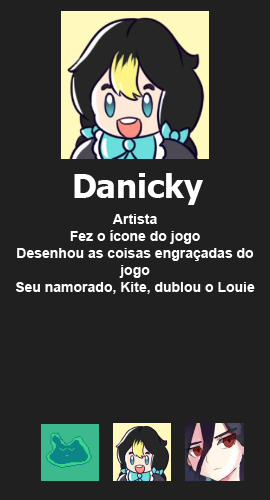 Danicky
Artista
Fez o ícone do jogo
Desenhou as coisas engraçadas do
jogo
Seu namorado, Kite, dublou o Louie